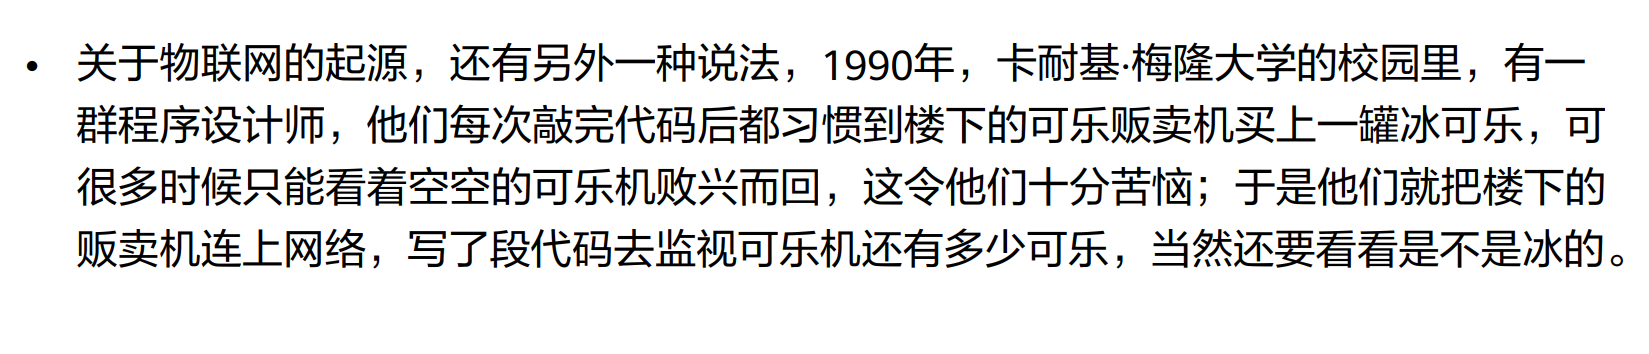 • 关于物联网的起源，还有另外一种说法，1990年，卡耐基·梅隆大学的校园里，有一
群程序设计师，他们每次敲完代码后都习惯到楼下的可乐贩卖机买上一罐冰可乐，可
很多时候只能看着空空的可乐机败兴而回，这令他们十分苦恼；于是他们就把楼下的
贩卖机连上网络，写了段代码去监视可乐机还有多少可乐，当然还要看看是不是冰的。